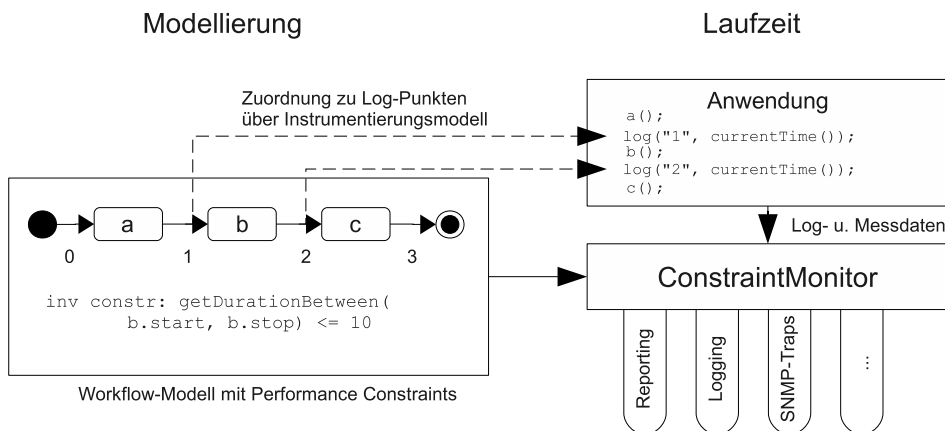 Modellierung
Laufzeit
Zuordnung zu Log-Punkten
über Instrumentierungsmodell
Anwendung
a();
log("1", currentTime());
b();
log("2", currentTime());
c();
a
b
c
0
1
2
3
inv constr: getDurationBetween(
b.start, b.stop) <= 10
Workflow-Modell mit Performance Constraints
Log- u. Messdaten
ConstraintMonitor
Reporting
Logging
SNMP-Traps
...